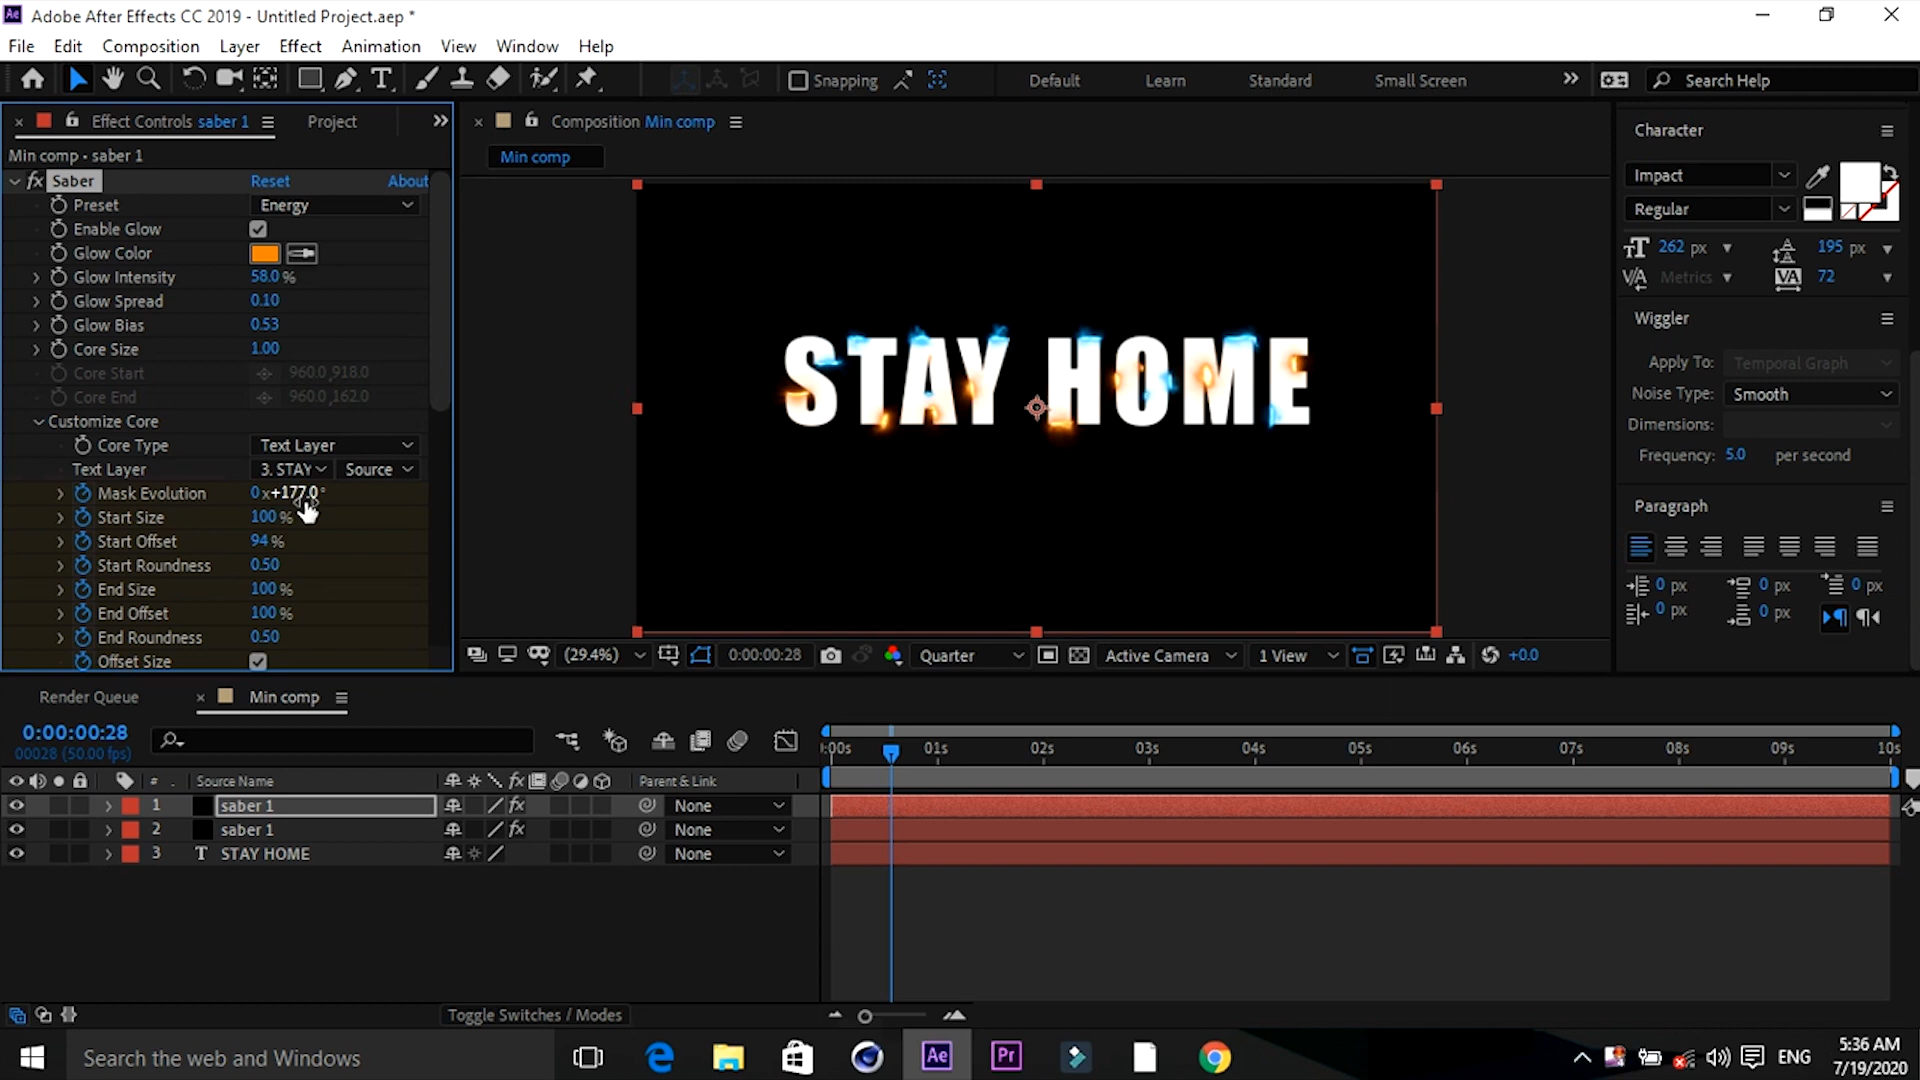 Ae Adobe After Effects CC 2019 - Untitled Project.aep *
File Edit Composition Layer Effect Animation View Window Help
Snapping Default Learn Standard Small Screen Search Help
Effect Controls saber 1 Project
Min comp • saber 1
fx Saber Reset About
Preset Energy
Enable Glow
Glow Color
Glow Intensity 58.0 %
Glow Spread 0.10
Glow Bias 0.53
Core Size 1.00
Core Start 960.0,918.0
Core End 960.0,162.0
Customize Core
Core Type Text Layer
Text Layer 3. STAY Source
Mask Evolution 0x+177.0°
Start Size 100 %
Start Offset 94 %
Start Roundness 0.50
End Size 100 %
End Offset 100 %
End Roundness 0.50
Offset Size
Composition Min comp
Min comp
STAY HOME
(29.4%) 0:00:00:28 Quarter Active Camera 1 View +0.0
Character
Impact
Regular
262 px 195 px
Metrics 72
Wiggler
Apply To: Temporal Graph
Noise Type: Smooth
Dimensions:
Frequency: 5.0 per second
Paragraph
0 px 0 px 0 px
0 px 0 px
Render Queue Min comp
0:00:00:28
00028 (50.00 fps)
# Source Name fx Parent & Link
1 saber 1 fx None
2 saber 1 fx None
3 T STAY HOME None
:00s 01s 02s 03s 04s 05s 06s 07s 08s 09s 10s
Toggle Switches / Modes
Search the web and Windows
Ae Pr
ENG
5:36 AM
7/19/2020